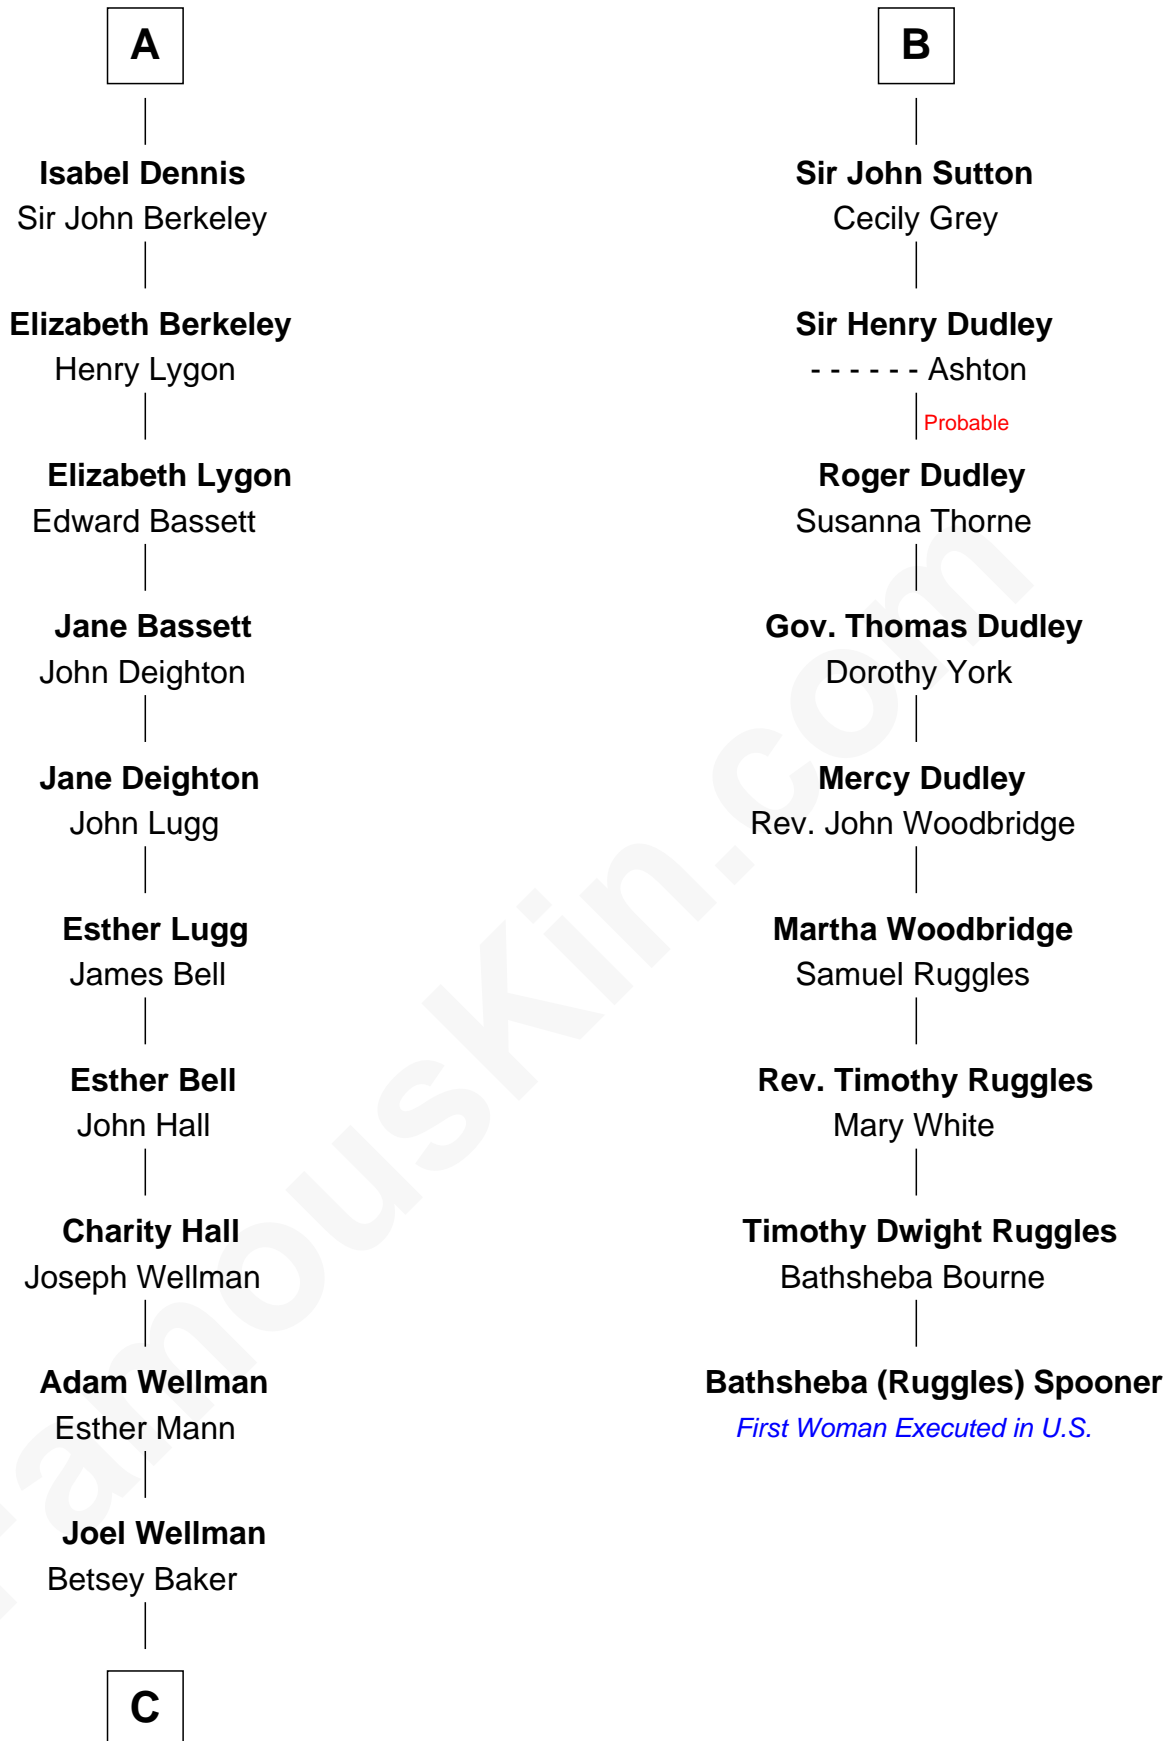 A
Isabel Dennis
Sir John Berkeley
Elizabeth Berkeley
Henry Lygon
Elizabeth Lygon
Edward Bassett
Jane Bassett
John Deighton
Jane Deighton
John Lugg
Esther Lugg
James Bell
Esther Bell
John Hall
Charity Hall
Joseph Wellman
Adam Wellman
Esther Mann
Joel Wellman
Betsey Baker
C
B
Sir John Sutton
Cecily Grey
Sir Henry Dudley
- - - - - - Ashton
Probable
Roger Dudley
Susanna Thorne
Gov. Thomas Dudley
Dorothy York
Mercy Dudley
Rev. John Woodbridge
Martha Woodbridge
Samuel Ruggles
Rev. Timothy Ruggles
Mary White
Timothy Dwight Ruggles
Bathsheba Bourne
Bathsheba (Ruggles) Spooner
First Woman Executed in U.S.
FamousKin.com